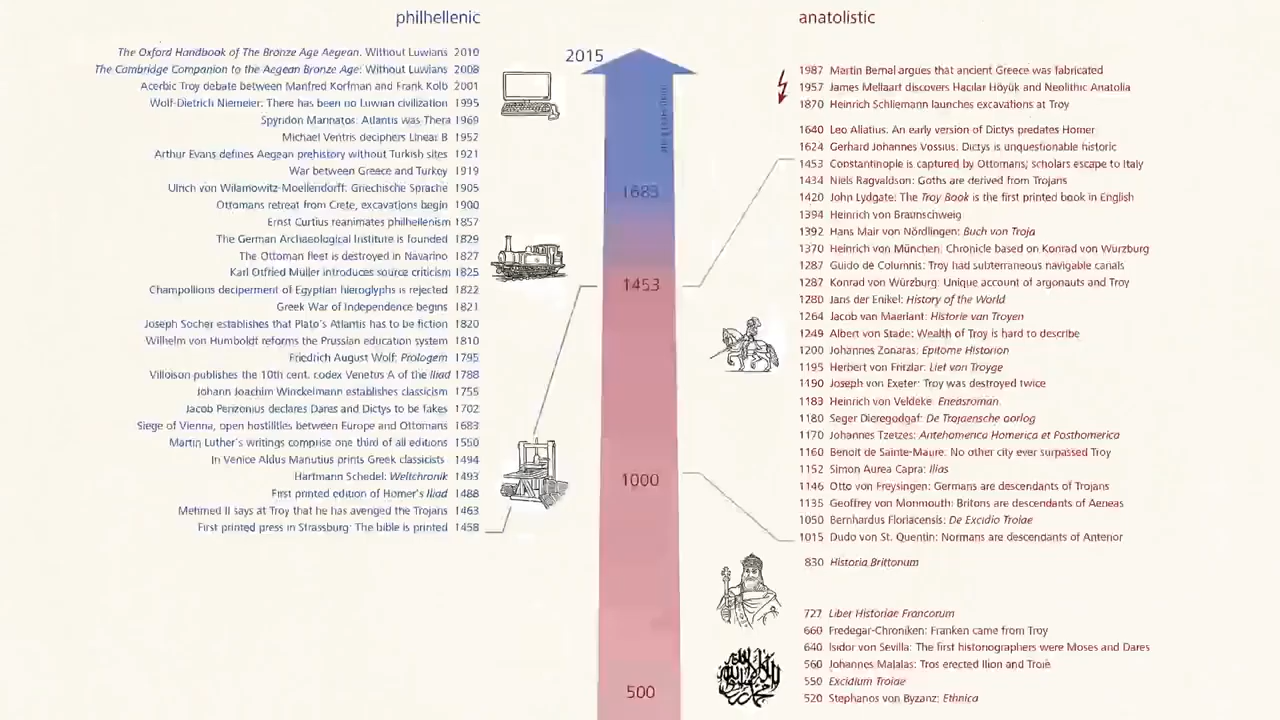 philhellenic
The Oxford Handbook of The Bronze Age Aegean. Without Luwians 2010
The Cambridge Companion to the Aegean Bronze Age: Without Luwians 2008
Acerbic Troy debate between Manfred Korfman and Frank Kolb 2001
Wolf-Dietrich Niemeier: There has been no Luwian civilization 1995
Spyridon Marinatos: Atlantis was Thera 1969
Michael Ventris deciphers Linear B 1952
Arthur Evans defines Aegean prehistory without Turkish sites 1921
War between Greece and Turkey 1919
Ulrich von Wilamowitz-Moellendorff: Griechische Sprache 1905
Ottomans retreat from Crete, excavations begin 1900
Ernst Curtius reanimates philhellenism 1857
The German Archaeological Institute is founded 1829
The Ottoman fleet is destroyed in Navarino 1827
Karl Otfried Müller introduces source criticism 1825
Champollions deciperment of Egyptian hieroglyphs is rejected 1822
Greek War of Independence begins 1821
Joseph Socher establishes that Plato's Atlantis has to be fiction 1820
Wilhelm von Humboldt reforms the Prussian education system 1810
Friedrich August Wolf: Prologem 1795
Villoison publishes the 10th cent. codex Venetus A of the Iliad 1788
Johann Joachim Winckelmann establishes classicism 1755
Jacob Perizonius declares Dares and Dictys to be fakes 1702
Siege of Vienna, open hostilities between Europe and Ottomans 1683
Martin Luther's writings comprise one third of all editions 1550
In Venice Aldus Manutius prints Greek classicists 1494
Hartmann Schedel: Weltchronik 1493
First printed edition of Homer's Iliad 1488
Mehmed II says at Troy that he has avenged the Trojans 1463
First printed press in Strassburg: The bible is printed 1458
2015
1683
1453
1000
500
anatolistic
1987 Martin Bernal argues that ancient Greece was fabricated
1957 James Mellaart discovers Hacilar Höyük and Neolithic Anatolia
1870 Heinrich Schliemann launches excavations at Troy
1640 Leo Allatius. An early version of Dictys predates Homer
1624 Gerhard Johannes Vossius: Dictys is unquestionable historic
1453 Constantinople is captured by Ottomans; scholars escape to Italy
1434 Niels Ragvaldson: Goths are derived from Trojans
1420 John Lydgate: The Troy Book is the first printed book in English
1394 Heinrich von Braunschweig
1392 Hans Mair von Nördlingen: Buch von Troja
1370 Heinrich von München: Chronicle based on Konrad von Würzburg
1287 Guido de Columnis: Troy had subterraneous navigable canals
1287 Konrad von Würzburg: Unique account of argonauts and Troy
1280 Jans der Enikel: History of the World
1264 Jacob van Maerlant: Historie van Troyen
1249 Albert von Stade: Wealth of Troy is hard to describe
1200 Johannes Zonaras: Epitome Historion
1195 Herbert von Fritzlar: Liet von Troyge
1190 Joseph von Exeter: Troy was destroyed twice
1183 Heinrich von Veldeke: Eneasroman
1180 Seger Dieregodgaf: De Trojaensche oorlog
1170 Johannes Tzetzes: Antehomerica Homerica et Posthomerica
1160 Benoit de Sainte-Maure: No other city ever surpassed Troy
1152 Simon Aurea Capra: Ilias
1146 Otto von Freysingen: Germans are descendants of Trojans
1135 Geoffrey von Monmouth: Britons are descendants of Aeneas
1050 Bernhardus Floriacensis: De Excidio Troiae
1015 Dudo von St. Quentin: Normans are descendants of Antenor
830 Historia Brittonum
727 Liber Historiae Francorum
660 Fredegar-Chroniken: Franken came from Troy
640 Isidor von Sevilla: The first historiographers were Moses and Dares
560 Johannes Malalas: Tros erected Ilion and Troie
550 Excidium Troiae
520 Stephanos von Byzanz: Ethnica